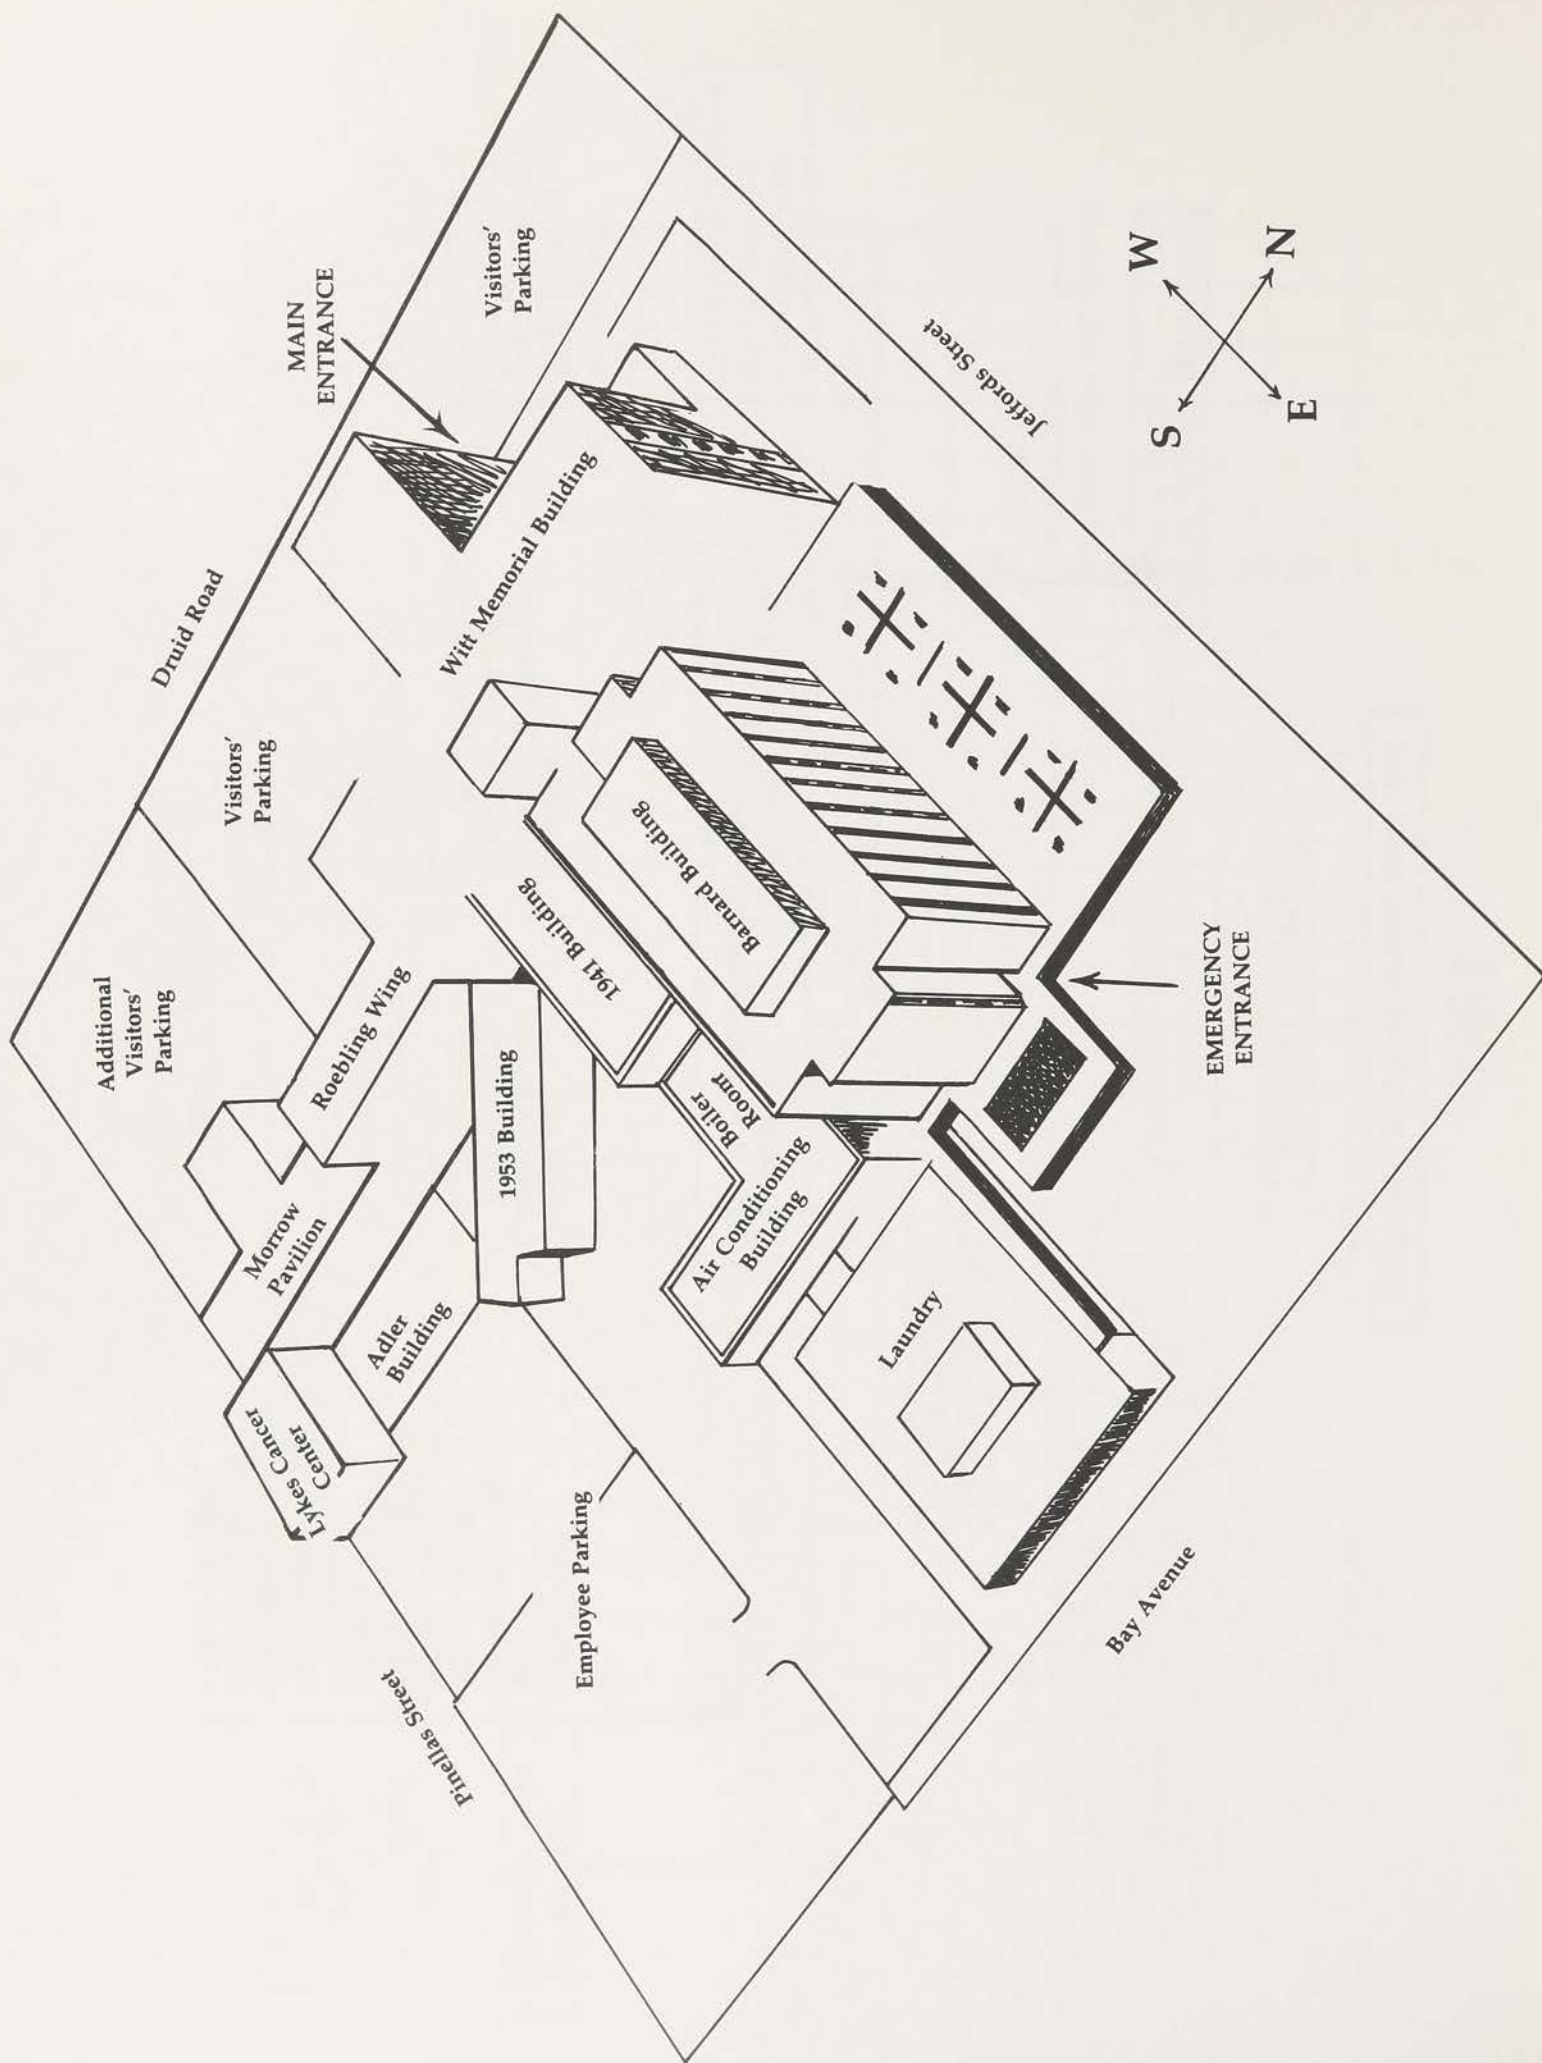 Druid Road
MAIN
ENTRANCE
Visitors'
Parking
Jeffords Street
W
N
S
E
Witt Memorial Building
Visitors'
Parking
Additional
Visitors'
Parking
Roebling Wing
1941 Building
Barnard Building
1953 Building
Boiler
Room
Air Conditioning
Building
EMERGENCY
ENTRANCE
Morrow
Pavilion
Adler
Building
Lykes Cancer
Center
Laundry
Employee Parking
Pinellas Street
Bay Avenue